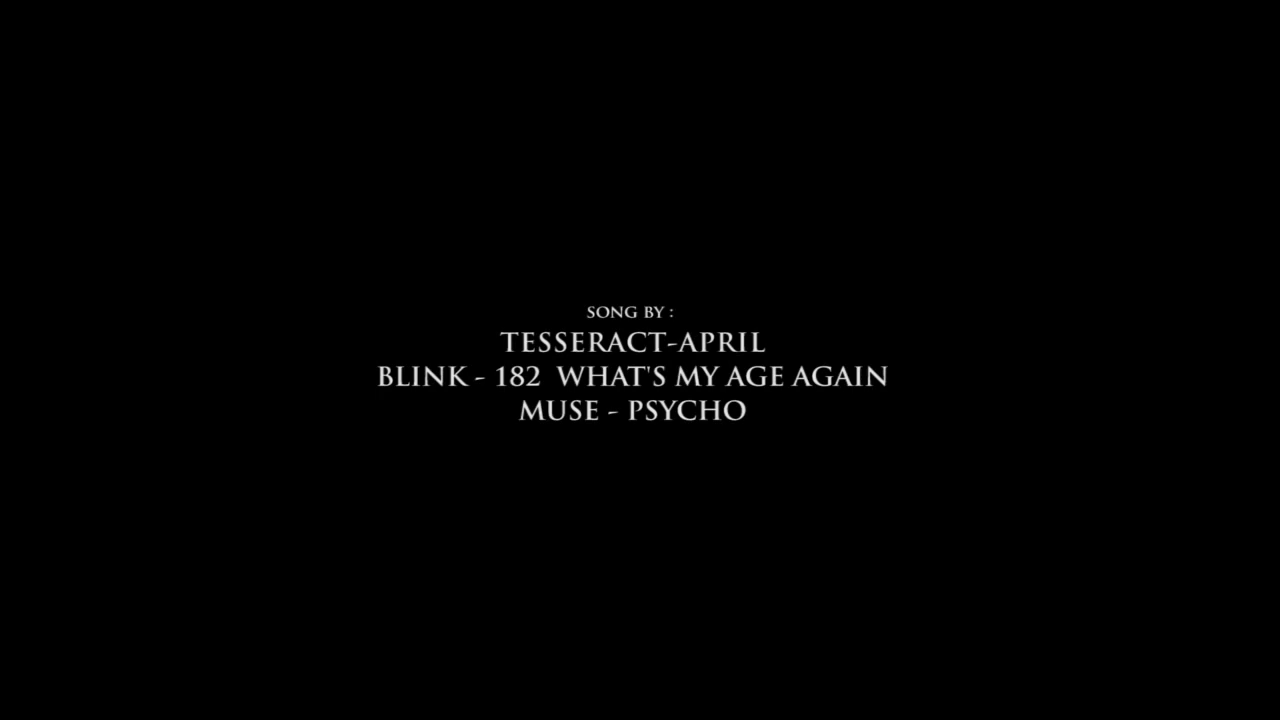 SONG BY :
TESSERACT-APRIL
BLINK - 182 WHAT'S MY AGE AGAIN
MUSE - PSYCHO